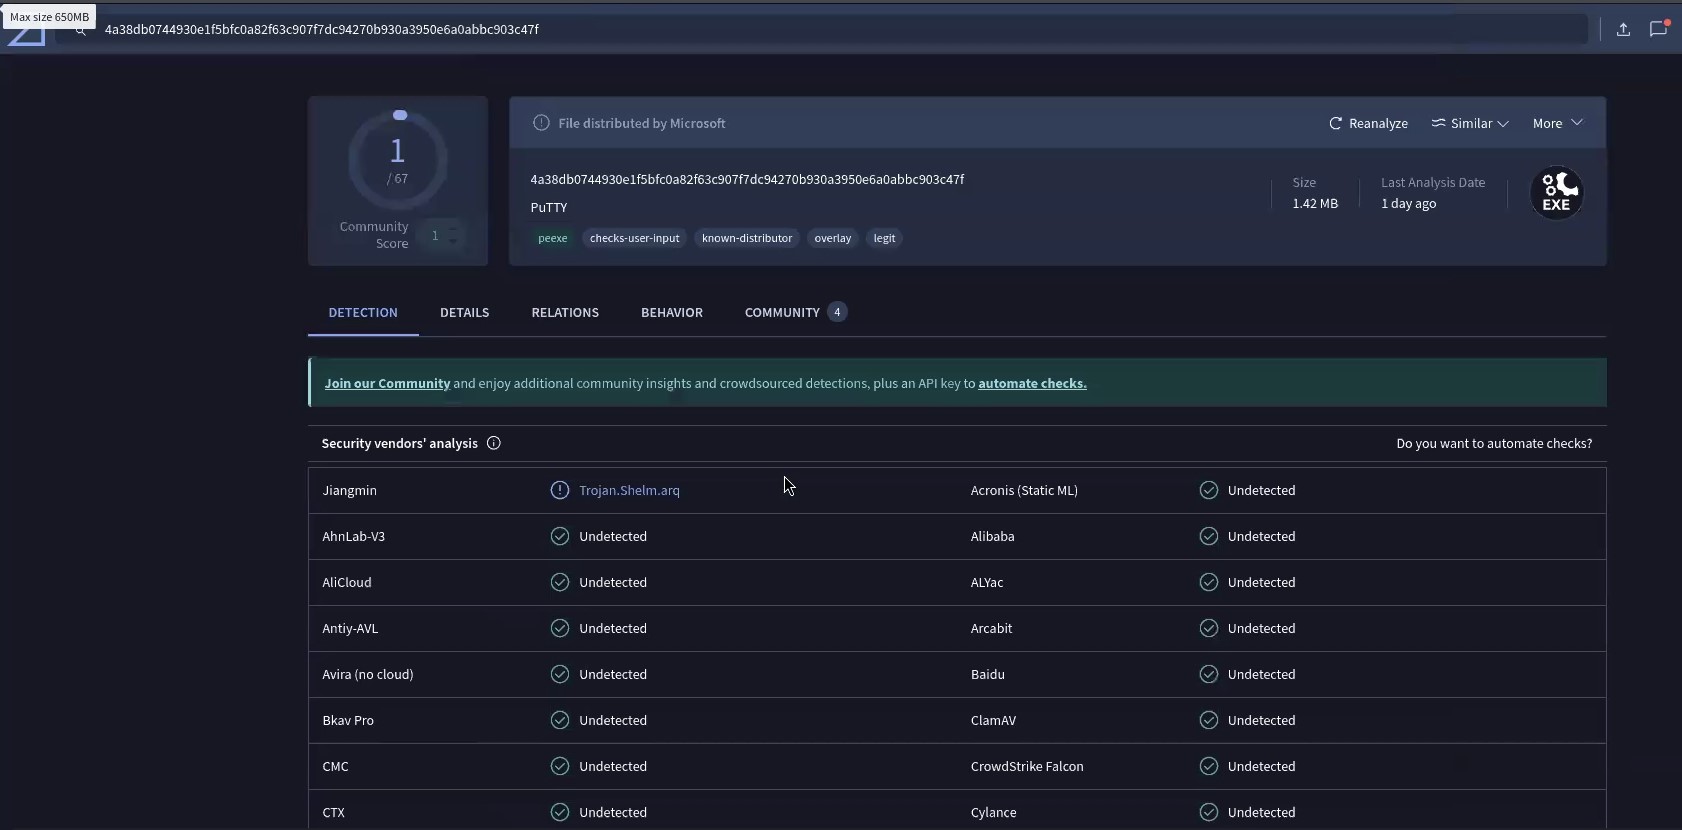 Max size 650MB
4a38db0744930e1f5bfc0a82f63c907f7dc94270b930a3950e6a0abbc903c47f
1
/ 67
Community
Score
1
File distributed by Microsoft
Reanalyze
Similar
More
4a38db0744930e1f5bfc0a82f63c907f7dc94270b930a3950e6a0abbc903c47f
PuTTY
peexe checks-user-input known-distributor overlay legit
Size
1.42 MB
Last Analysis Date
1 day ago
EXE
DETECTION DETAILS RELATIONS BEHAVIOR COMMUNITY 4
Join our Community and enjoy additional community insights and crowdsourced detections, plus an API key to automate checks.
Security vendors' analysis Do you want to automate checks?
Jiangmin Trojan.Shelm.arq Acronis (Static ML) Undetected
AhnLab-V3 Undetected Alibaba Undetected
AliCloud Undetected ALYac Undetected
Antiy-AVL Undetected Arcabit Undetected
Avira (no cloud) Undetected Baidu Undetected
Bkav Pro Undetected ClamAV Undetected
CMC Undetected CrowdStrike Falcon Undetected
CTX Undetected Cylance Undetected